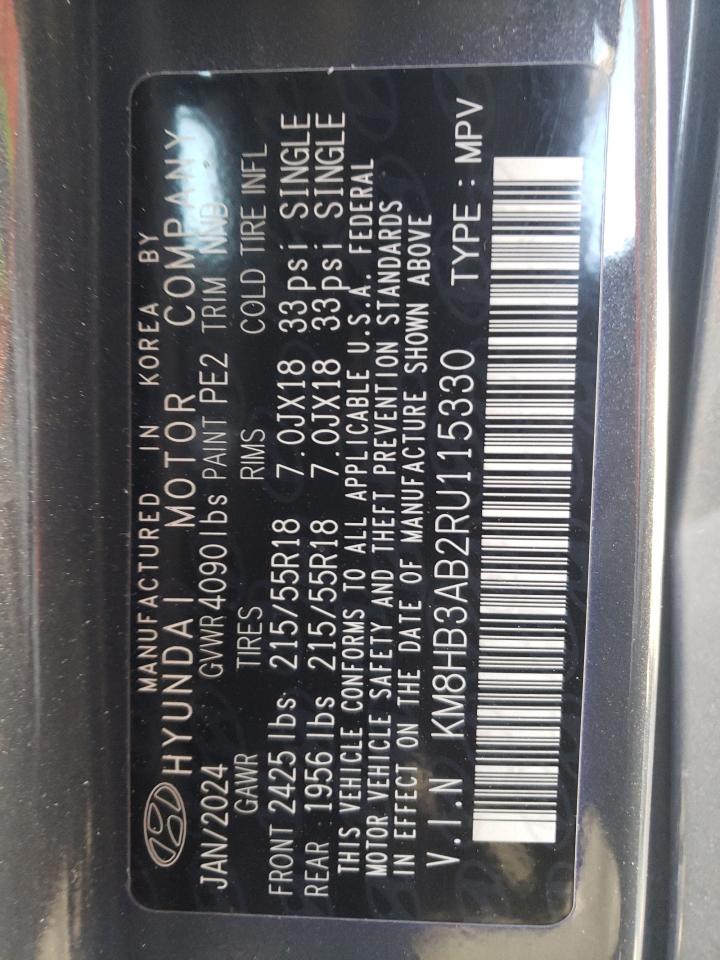 MANUFACTURED IN KOREA BY
HYUNDAI MOTOR COMPANY
JAN/2024 GVWR 4090 lbs PAINT PE2 TRIM NNB
GAWR TIRES RIMS COLD TIRE INFL
FRONT 2425 lbs 215/55R18 7.0JX18 33 psi SINGLE
REAR 1956 lbs 215/55R18 7.0JX18 33 psi SINGLE
THIS VEHICLE CONFORMS TO ALL APPLICABLE U.S.A. FEDERAL
MOTOR VEHICLE SAFETY AND THEFT PREVENTION STANDARDS
IN EFFECT ON THE DATE OF MANUFACTURE SHOWN ABOVE
V.I.N KM8HB3AB2RU115330 TYPE : MPV